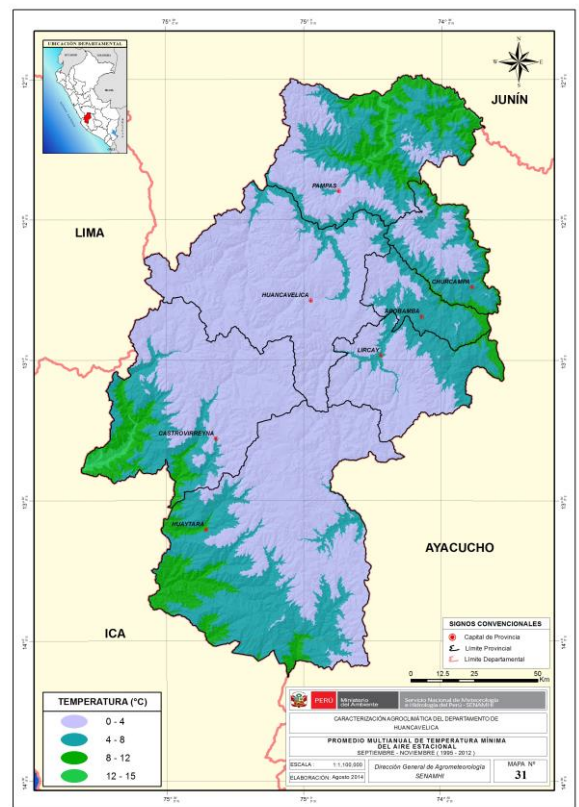 UBICACIÓN DEPARTAMENTAL
JUNÍN
PAMPAS
LIMA
CHURCAMPA
HUANCAVELICA
ACOBAMBA
LIRCAY
CASTROVIRREYNA
HUAYTARA
AYACUCHO
ICA
SIGNOS CONVENCIONALES
Capital de Provincia
Límite Provincial
Límite Departamental
0 12.5 25 50
Km
TEMPERATURA (°C)
0 - 4
4 - 8
8 - 12
12 - 15
PERÚ Ministerio del Ambiente Servicio Nacional de Meteorología e Hidrología del Perú - SENAMHI
CARACTERIZACIÓN AGROCLIMÁTICA DEL DEPARTAMENTO DE
HUANCAVELICA
PROMEDIO MULTIANUAL DE TEMPERATURA MÍNIMA
DEL AIRE ESTACIONAL
SEPTIEMBRE - NOVIEMBRE ( 1995 - 2012 )
ESCALA : 1:1,100,000
ELABORACIÓN: Agosto 2014
Dirección General de Agrometeorología
SENAMHI
MAPA Nº
31